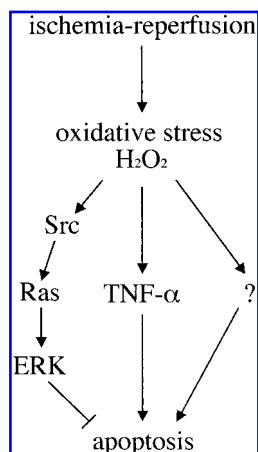 ischemia-reperfusion
oxidative stress
H₂O₂
Src
Ras TNF-α ?
ERK
apoptosis